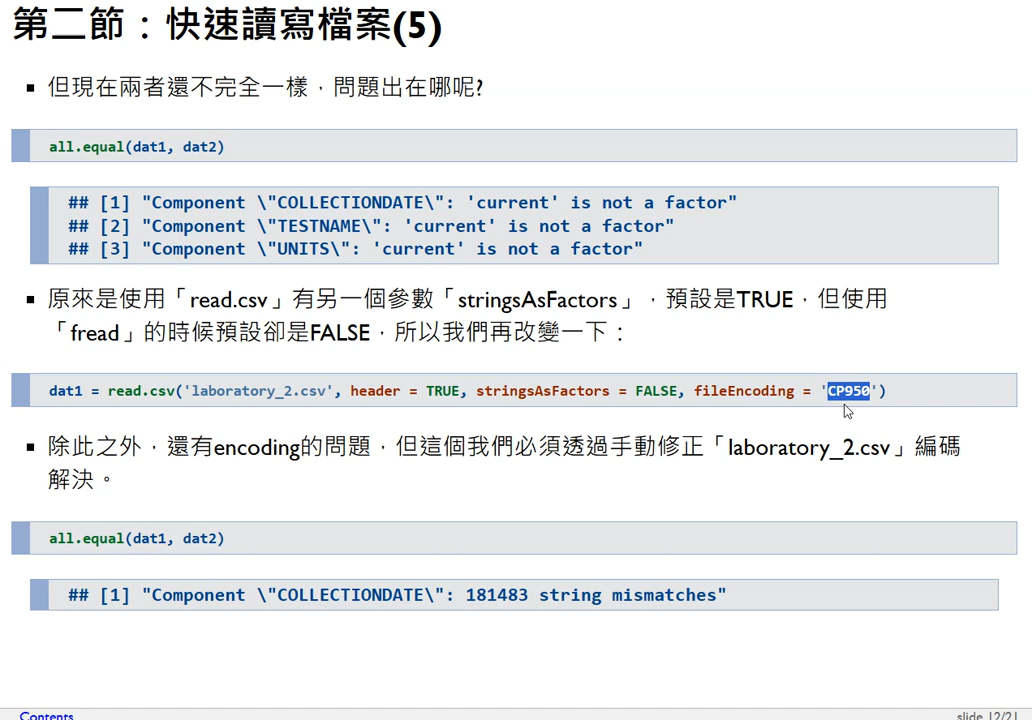 第二節：快速讀寫檔案(5)
▪ 但現在兩者還不完全一樣，問題出在哪呢?
all.equal(dat1, dat2)
## [1] "Component \"COLLECTIONDATE\": 'current' is not a factor"
## [2] "Component \"TESTNAME\": 'current' is not a factor"
## [3] "Component \"UNITS\": 'current' is not a factor"
▪ 原來是使用「read.csv」有另一個參數「stringsAsFactors」，預設是TRUE，但使用
「fread」的時候預設卻是FALSE，所以我們再改變一下：
dat1 = read.csv('laboratory_2.csv', header = TRUE, stringsAsFactors = FALSE, fileEncoding = 'CP950')
▪ 除此之外，還有encoding的問題，但這個我們必須透過手動修正「laboratory_2.csv」編碼
解決。
all.equal(dat1, dat2)
## [1] "Component \"COLLECTIONDATE\": 181483 string mismatches"
Contents
slide 12/21